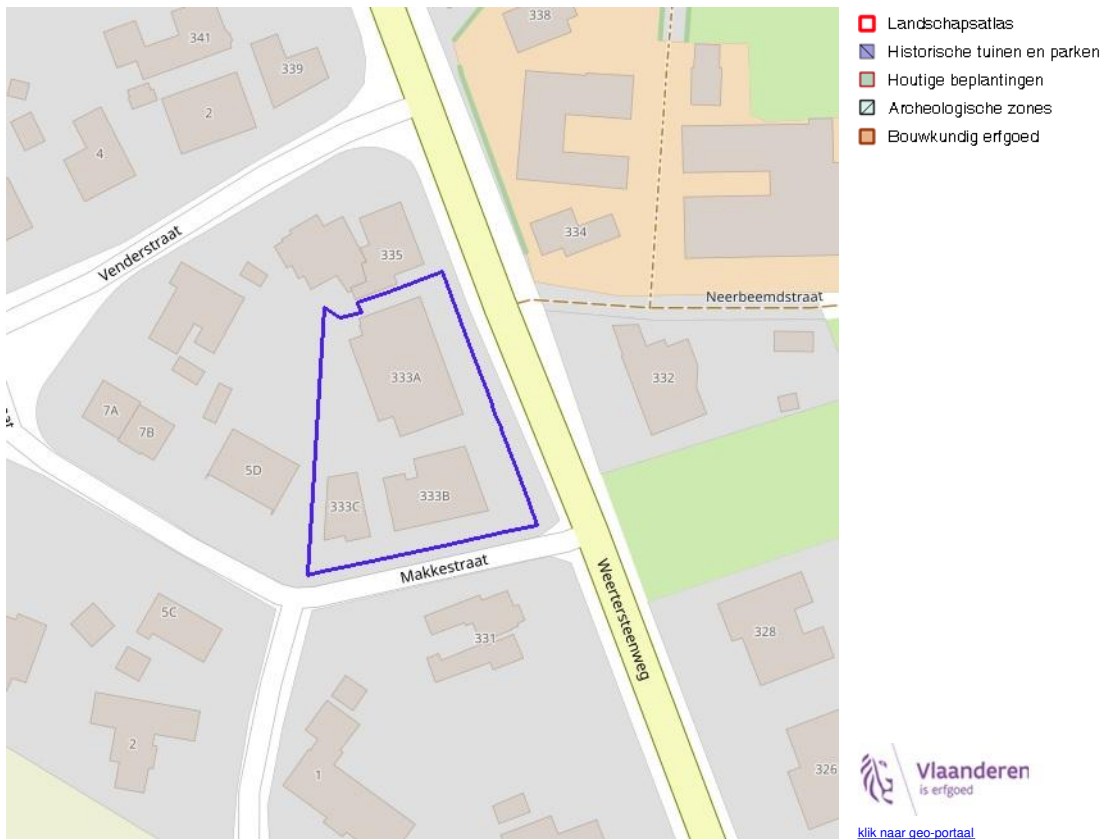 338
341
339
2
4
Venderstraat
335
334
Neerbeemdstraat
333A
332
7A
7B
5D
333C
333B
Makkestraat
Weertersteenweg
5C
331
328
2
1
326
Landschapsatlas
Historische tuinen en parken
Houtige beplantingen
Archeologische zones
Bouwkundig erfgoed
Vlaanderen
is erfgoed
klik naar geo-portaal